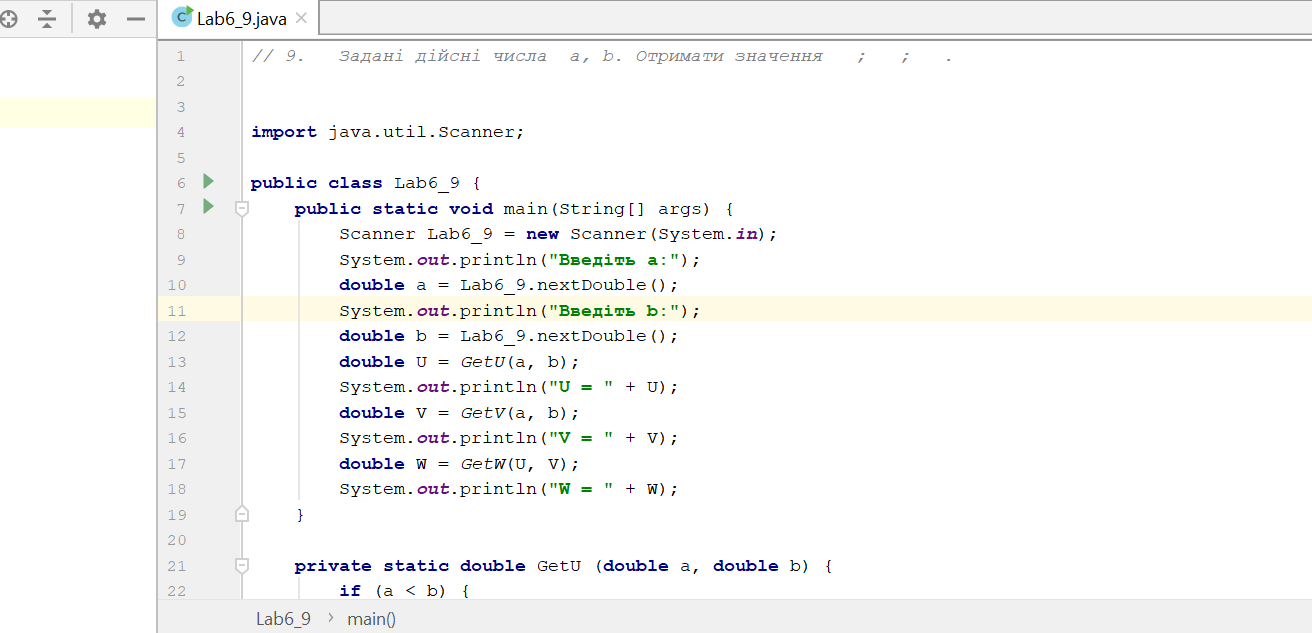 Lab6_9.java
1 // 9. Задані дійсні числа a, b. Отримати значення ; ; .
2
3
4 import java.util.Scanner;
5
6 public class Lab6_9 {
7 public static void main(String[] args) {
8 Scanner Lab6_9 = new Scanner(System.in);
9 System.out.println("Введіть a:");
10 double a = Lab6_9.nextDouble();
11 System.out.println("Введіть b:");
12 double b = Lab6_9.nextDouble();
13 double U = GetU(a, b);
14 System.out.println("U = " + U);
15 double V = GetV(a, b);
16 System.out.println("V = " + V);
17 double W = GetW(U, V);
18 System.out.println("W = " + W);
19 }
20
21 private static double GetU (double a, double b) {
22 if (a < b) {
Lab6_9 › main()